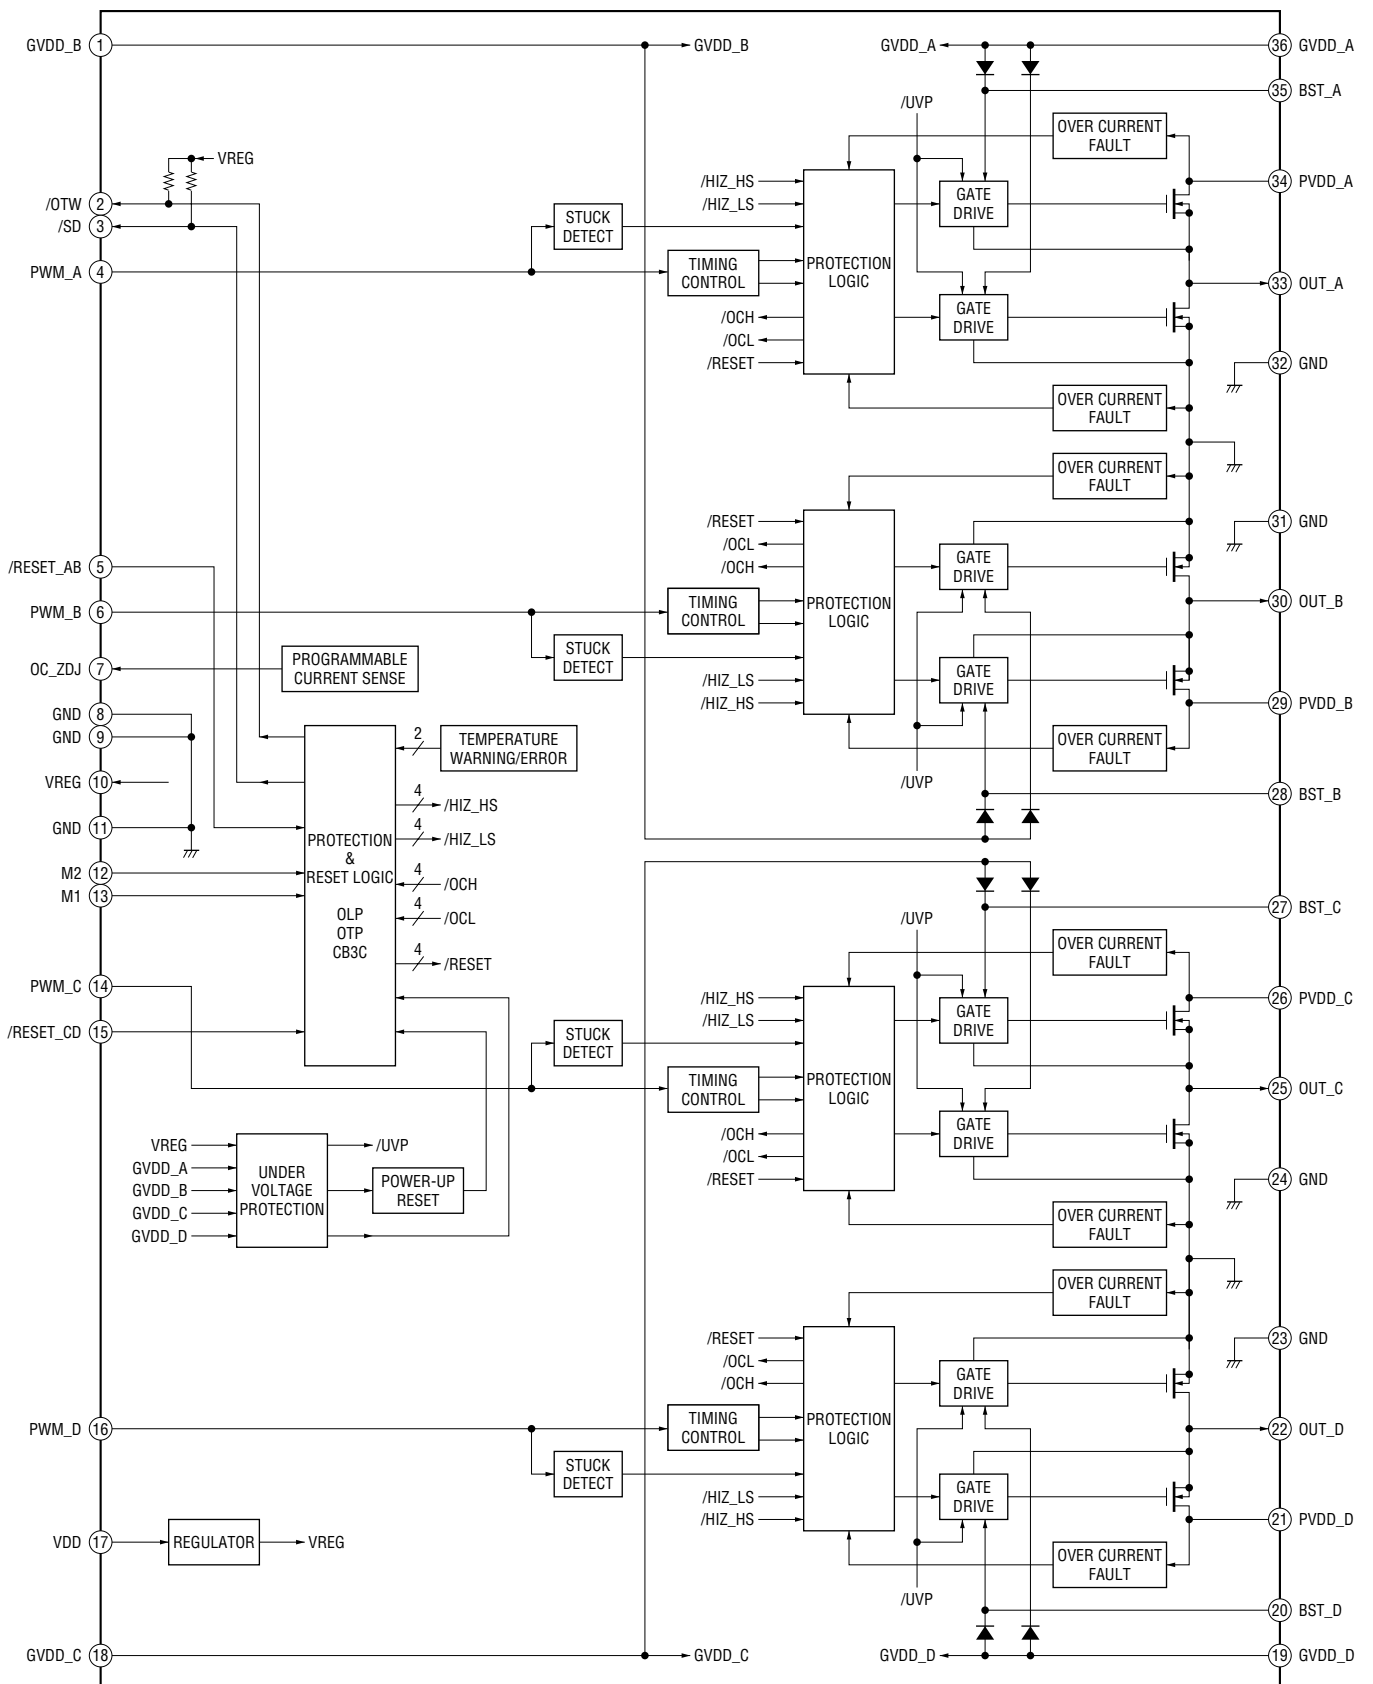 GVDD_B 1 GVDD_B GVDD_A 36 GVDD_A
35 BST_A
/UVP
OVER CURRENT
FAULT
VREG
/HIZ_HS
GATE
DRIVE
34 PVDD_A
/OTW 2
/HIZ_LS
/SD 3
STUCK
DETECT
PWM_A 4
TIMING
CONTROL
PROTECTION
LOGIC
33 OUT_A
/OCH
GATE
DRIVE
/OCL
/RESET
32 GND
OVER CURRENT
FAULT
OVER CURRENT
FAULT
/RESET
31 GND
/OCL
/RESET_AB 5
/OCH
GATE
DRIVE
PWM_B 6
TIMING
CONTROL
PROTECTION
LOGIC
30 OUT_B
STUCK
DETECT
OC_ZDJ 7
PROGRAMMABLE
CURRENT SENSE
/HIZ_LS
GATE
DRIVE
/HIZ_HS
29 PVDD_B
GND 8
GND 9
2
TEMPERATURE
WARNING/ERROR
OVER CURRENT
FAULT
VREG 10
/UVP
28 BST_B
4 /HIZ_HS
GND 11
PROTECTION
&
RESET LOGIC
OLP
OTP
CB3C
4 /HIZ_LS
M2 12
M1 13
4 /OCH
4 /OCL
4 /RESET
27 BST_C
/UVP
OVER CURRENT
FAULT
PWM_C 14
/HIZ_HS
GATE
DRIVE
26 PVDD_C
/HIZ_LS
/RESET_CD 15
STUCK
DETECT
TIMING
CONTROL
PROTECTION
LOGIC
25 OUT_C
/OCH
GATE
DRIVE
/OCL
/RESET
24 GND
VREG
GVDD_A
GVDD_B
GVDD_C
GVDD_D
UNDER
VOLTAGE
PROTECTION
/UVP
POWER-UP
RESET
OVER CURRENT
FAULT
OVER CURRENT
FAULT
/RESET
23 GND
/OCL
/OCH
GATE
DRIVE
PWM_D 16
TIMING
CONTROL
PROTECTION
LOGIC
22 OUT_D
STUCK
DETECT
/HIZ_LS
GATE
DRIVE
/HIZ_HS
21 PVDD_D
VDD 17
REGULATOR
VREG
OVER CURRENT
FAULT
/UVP
20 BST_D
GVDD_C 18 GVDD_C GVDD_D 19 GVDD_D